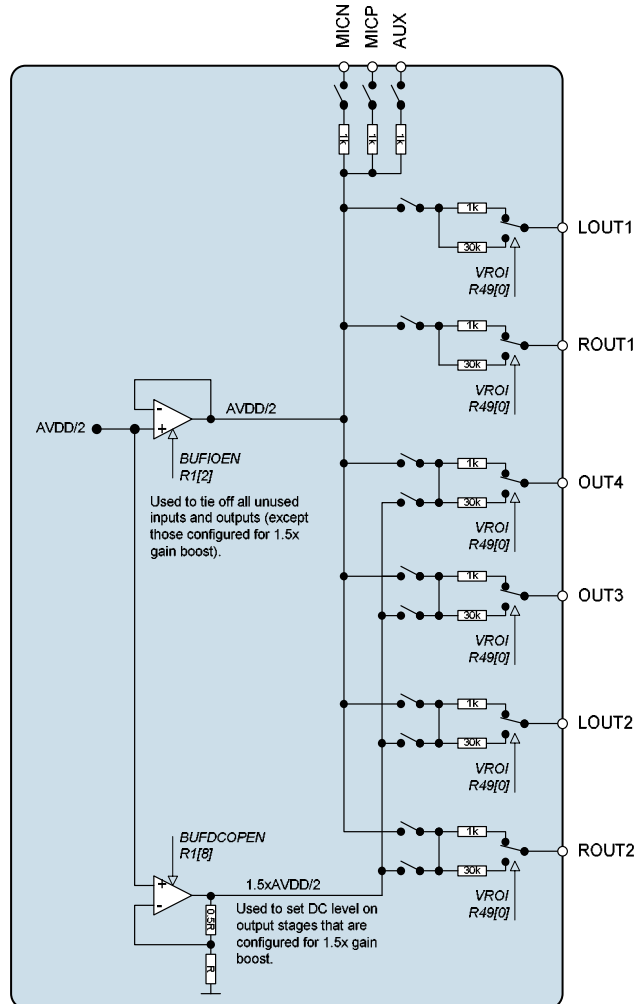 MICN
MICP
AUX
1k
1k
1k
1k
LOUT1
30k
VROI
R49[0]
1k
ROUT1
30k
VROI
R49[0]
AVDD/2
-
+
AVDD/2
BUFIOEN
R1[2]
Used to tie off all unused
inputs and outputs (except
those configured for 1.5x
gain boost).
1k
OUT4
30k
VROI
R49[0]
1k
OUT3
30k
VROI
R49[0]
1k
LOUT2
30k
VROI
R49[0]
1k
ROUT2
30k
VROI
R49[0]
BUFDCOPEN
R1[8]
+
-
1.5xAVDD/2
0.5R
R
Used to set DC level on
output stages that are
configured for 1.5x gain
boost.